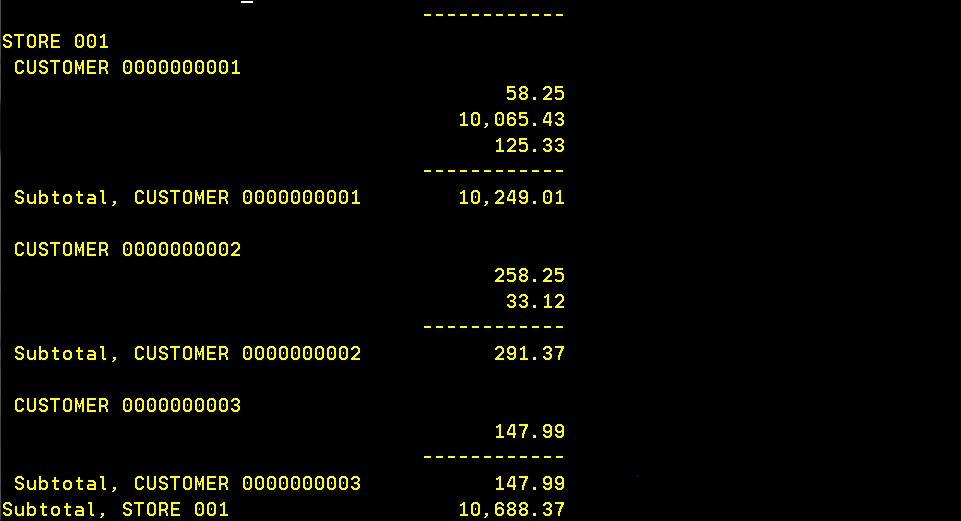 ------------
STORE 001
 CUSTOMER 0000000001
                                          58.25
                                      10,065.43
                                         125.33
                                   ------------
 Subtotal, CUSTOMER 0000000001        10,249.01

 CUSTOMER 0000000002
                                         258.25
                                          33.12
                                   ------------
 Subtotal, CUSTOMER 0000000002           291.37

 CUSTOMER 0000000003
                                         147.99
                                   ------------
 Subtotal, CUSTOMER 0000000003           147.99
Subtotal, STORE 001                   10,688.37